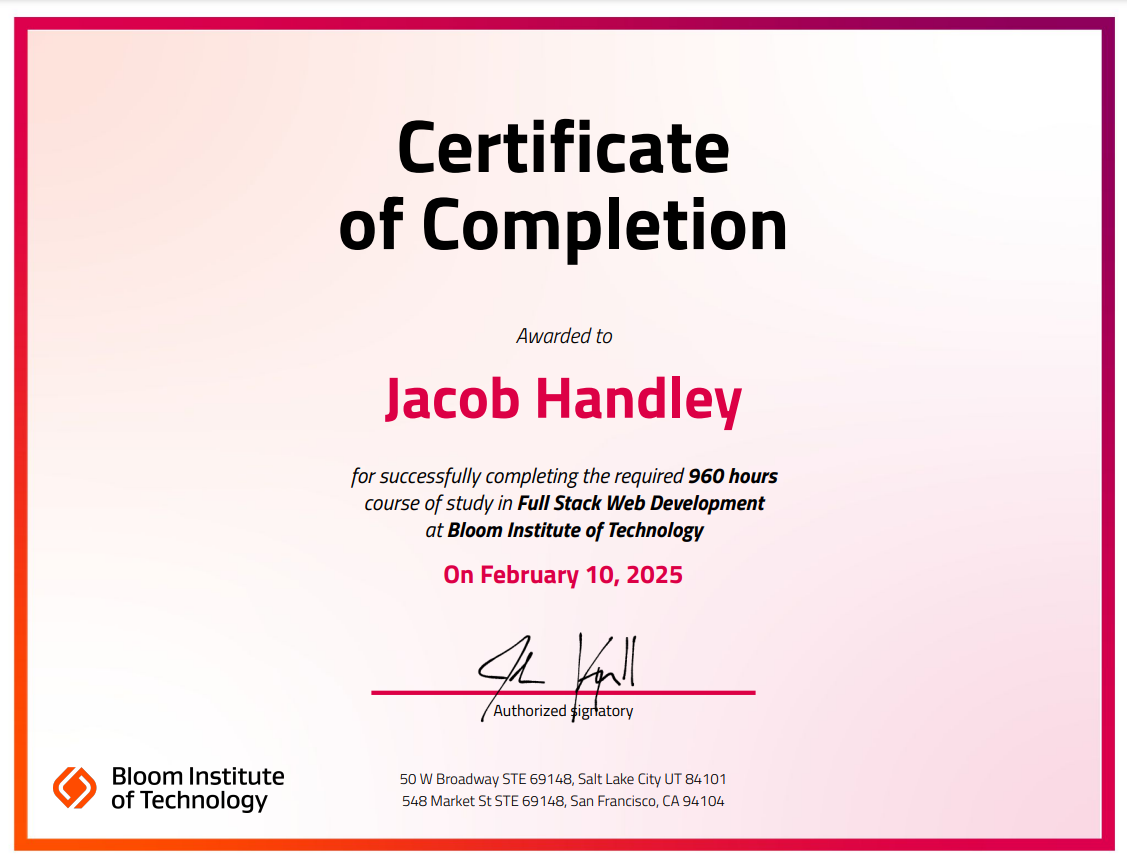 Certificate
of Completion
Awarded to
Jacob Handley
for successfully completing the required 960 hours
course of study in Full Stack Web Development
at Bloom Institute of Technology
On February 10, 2025
Authorized signatory
Bloom Institute
of Technology
50 W Broadway STE 69148, Salt Lake City UT 84101
548 Market St STE 69148, San Francisco, CA 94104